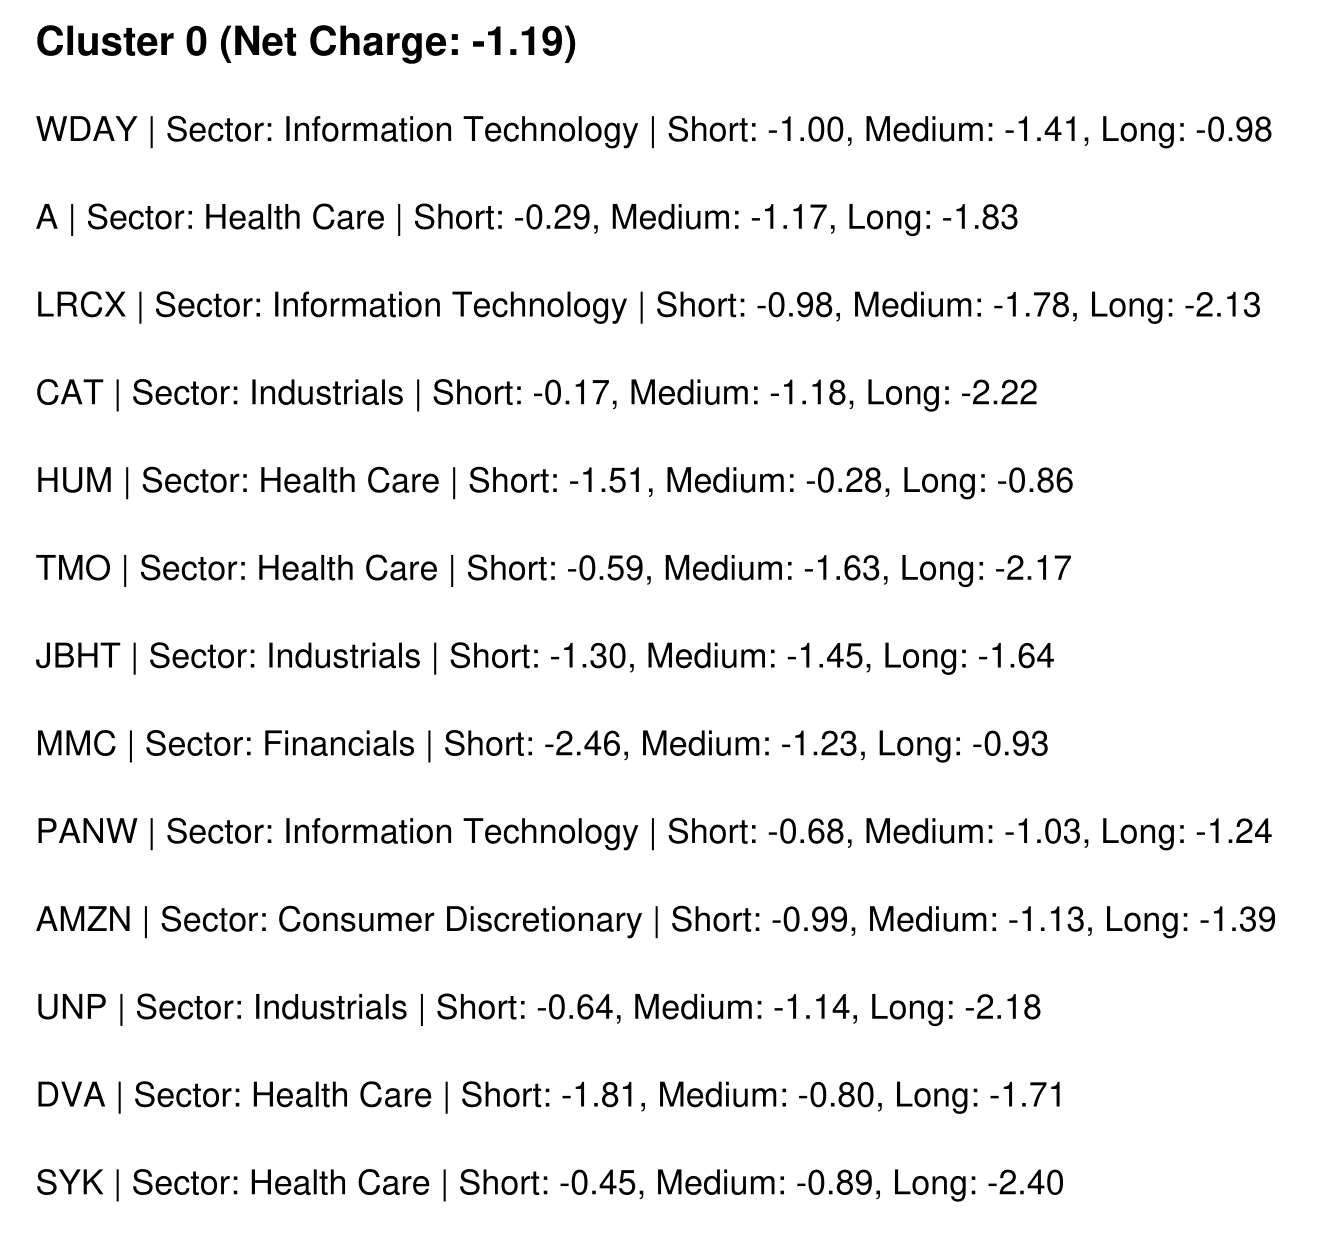 Cluster 0 (Net Charge: -1.19)
WDAY | Sector: Information Technology | Short: -1.00, Medium: -1.41, Long: -0.98
A | Sector: Health Care | Short: -0.29, Medium: -1.17, Long: -1.83
LRCX | Sector: Information Technology | Short: -0.98, Medium: -1.78, Long: -2.13
CAT | Sector: Industrials | Short: -0.17, Medium: -1.18, Long: -2.22
HUM | Sector: Health Care | Short: -1.51, Medium: -0.28, Long: -0.86
TMO | Sector: Health Care | Short: -0.59, Medium: -1.63, Long: -2.17
JBHT | Sector: Industrials | Short: -1.30, Medium: -1.45, Long: -1.64
MMC | Sector: Financials | Short: -2.46, Medium: -1.23, Long: -0.93
PANW | Sector: Information Technology | Short: -0.68, Medium: -1.03, Long: -1.24
AMZN | Sector: Consumer Discretionary | Short: -0.99, Medium: -1.13, Long: -1.39
UNP | Sector: Industrials | Short: -0.64, Medium: -1.14, Long: -2.18
DVA | Sector: Health Care | Short: -1.81, Medium: -0.80, Long: -1.71
SYK | Sector: Health Care | Short: -0.45, Medium: -0.89, Long: -2.40